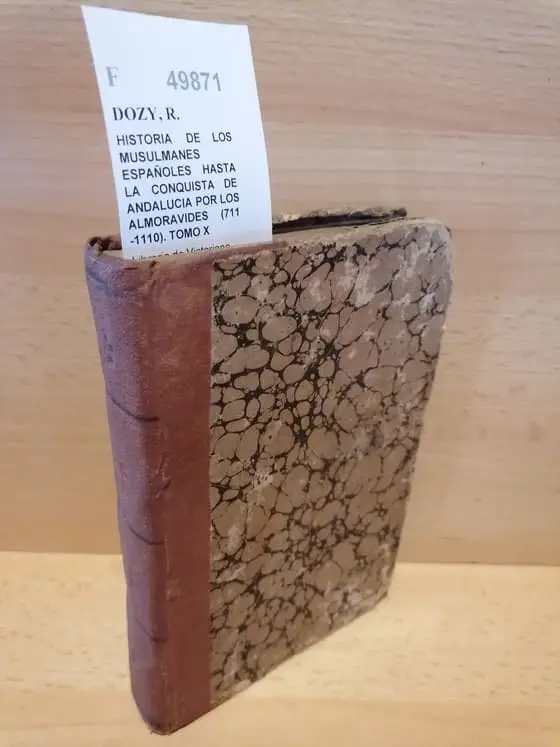 F 49871
DOZY, R.
HISTORIA DE LOS
MUSULMANES
ESPAÑOLES HASTA
LA CONQUISTA DE
ANDALUCIA POR LOS
ALMORAVIDES (711
-1110). TOMO X